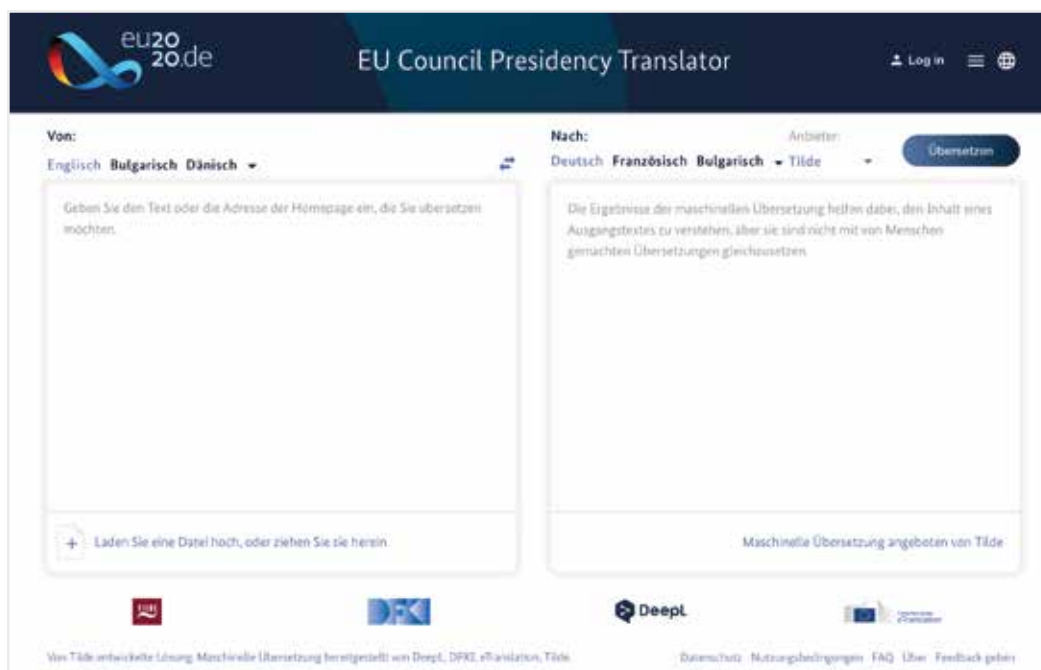 eu20
20.de
EU Council Presidency Translator
Log in
Von:
Englisch Bulgarisch Dänisch
Nach:
Anbieter:
Deutsch Französisch Bulgarisch
Tilde
Übersetzen
Geben Sie den Text oder die Adresse der Homepage ein, die Sie übersetzen
möchten.
Die Ergebnisse der maschinellen Übersetzung helfen dabei, den Inhalt eines
Ausgangstextes zu verstehen, aber sie sind nicht mit von Menschen
gemachten Übersetzungen gleichzusetzen.
Laden Sie eine Datei hoch, oder ziehen Sie sie herein.
Maschinelle Übersetzung angeboten von Tilde
DFKI
DeepL
eTranslation
Von Tilde entwickelte Lösung. Maschinelle Übersetzung bereitgestellt von DeepL, DFKI, eTranslation, Tilde.
Datenschutz Nutzungsbedingungen FAQ Über Feedback geben